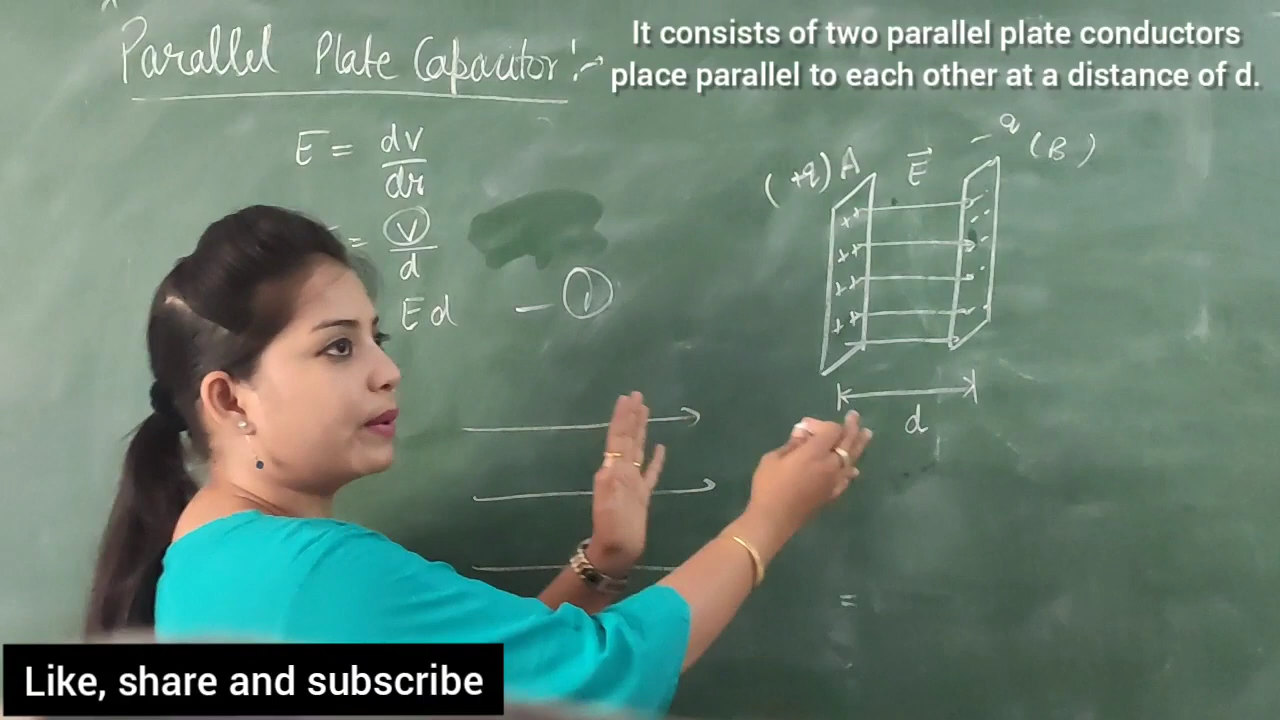 Parallel Plate Capacitor :-
It consists of two parallel plate conductors
place parallel to each other at a distance of d.
E = dv/dr
= v/d
Ed - ①
(+q) A
E⃗
-q (B)
++
++
++
++
d
=
Like, share and subscribe